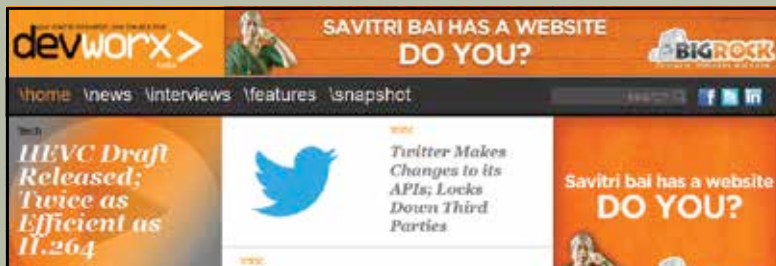 devworx>
SAVITRI BAI HAS A WEBSITE
DO YOU?
BIGROCK
\home \news \interviews \features \snapshot
Tech
HEVC Draft
Released;
Twice as
Efficient as
H.264
Twitter Makes
Changes to its
APIs; Locks
Down Third
Parties
Savitri bai has a website
DO YOU?